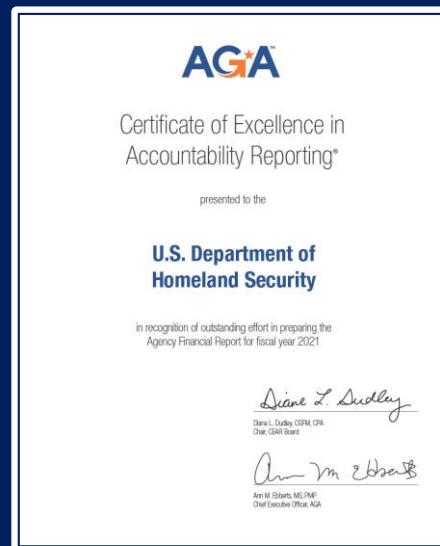 AGA
Certificate of Excellence in
Accountability Reporting®
presented to the
U.S. Department of
Homeland Security
in recognition of outstanding effort in preparing the
Agency Financial Report for fiscal year 2021
Diane L. Dudley
Diane L. Dudley, CGFM, CPA
Chair, CEAR Board
Ann M Ebberts
Ann M. Ebberts, MS, PMP
Chief Executive Officer, AGA